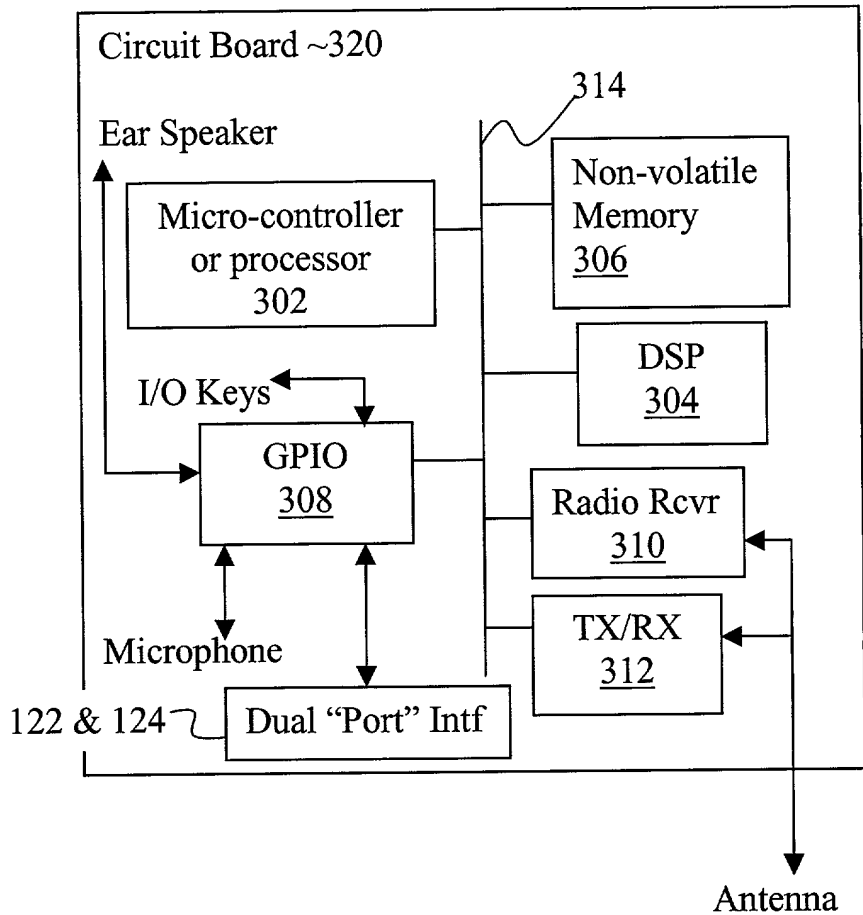 Circuit Board ~320
314
Ear Speaker
Micro-controller
or processor
302
Non-volatile
Memory
306
DSP
304
I/O Keys
GPIO
308
Radio Rcvr
310
TX/RX
312
Microphone
122 & 124
Dual “Port” Intf
Antenna